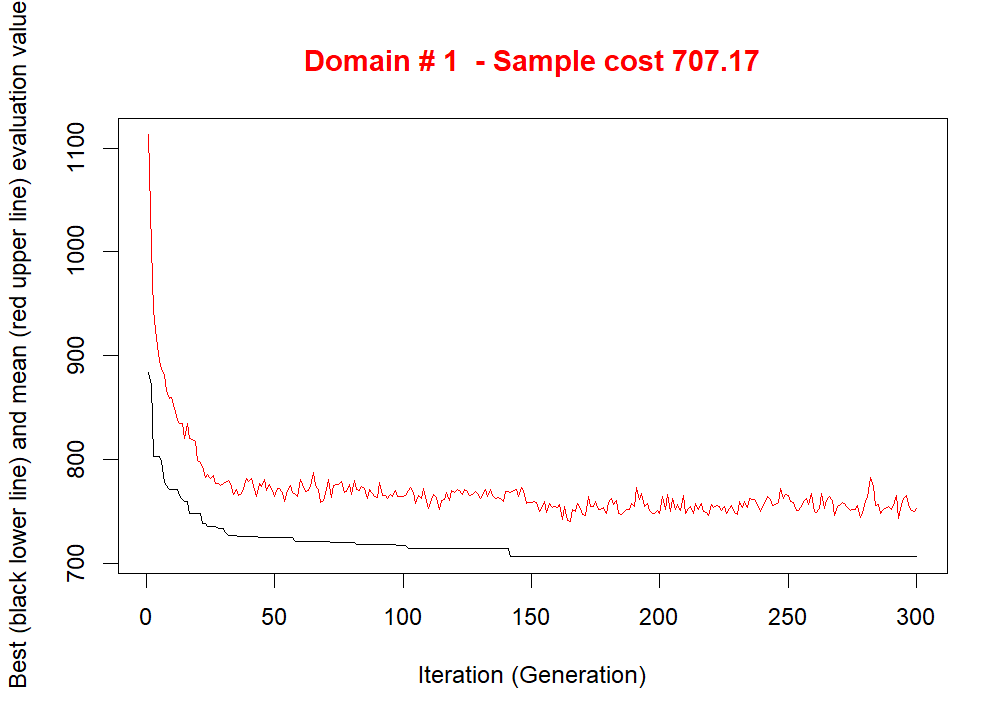 Domain # 1  - Sample cost 707.17
Best (black lower line) and mean (red upper line) evaluation value
1100
1000
900
800
700
0 50 100 150 200 250 300
Iteration (Generation)